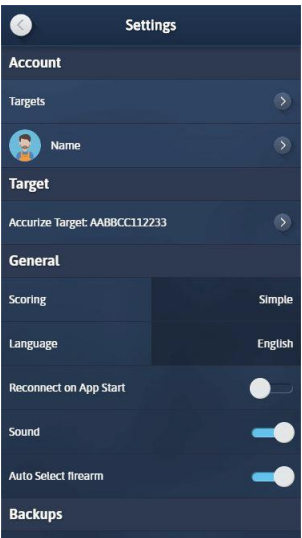 Settings
Account
Targets
Name
Target
Accurize Target: AABBCC112233
General
Scoring Simple
Language English
Reconnect on App Start
Sound
Auto Select firearm
Backups